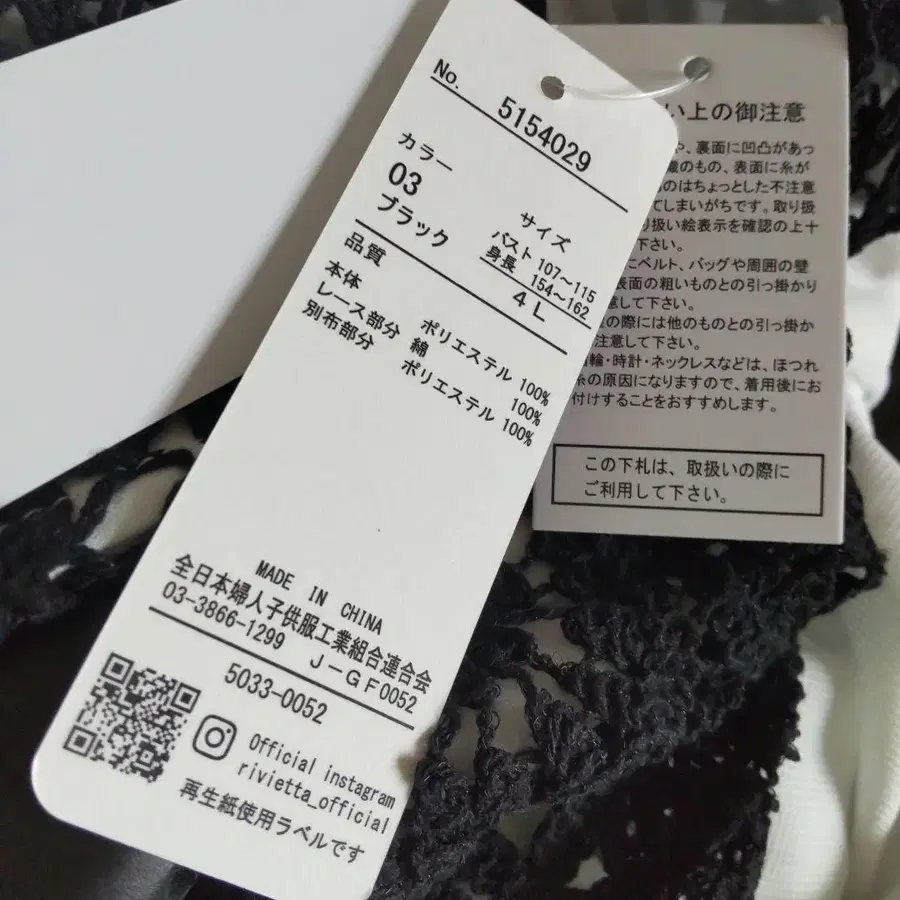 No. 5154029
カラー
03
ブラック
サイズ
バスト 107～115
身長 154～162
4L
品質
本体 ポリエステル 100%
レース部分 綿 100%
別布部分 ポリエステル 100%
MADE IN CHINA
全日本婦人子供服工業組合連合会
03-3866-1299 J-GF0052
5033-0052
Official instagram
rivietta_official
再生紙使用ラベルです
い上の御注意
や、裏面に凹凸があっ
のもの、表面に糸が
ものはちょっとした不注意
てしまいがちです。取り扱
り扱い絵表示を確認の上十
下さい。
にベルト、バッグや周囲の壁
表面の粗いものとの引っ掛かり
意して下さい。
の際には他のものとの引っ掛か
注意して下さい。
輪・時計・ネックレスなどは、ほつれ
糸の原因になりますので、着用後にお
付けすることをおすすめします。
この下札は、取扱いの際に
ご利用して下さい。